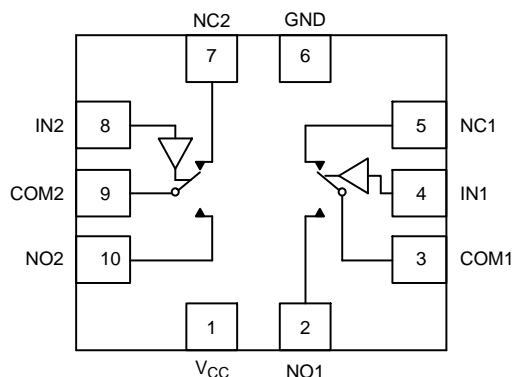 NC2 GND
7 6
IN2 8 5 NC1
COM2 9 4 IN1
NO2 10 3 COM1
1 2
VCC NO1